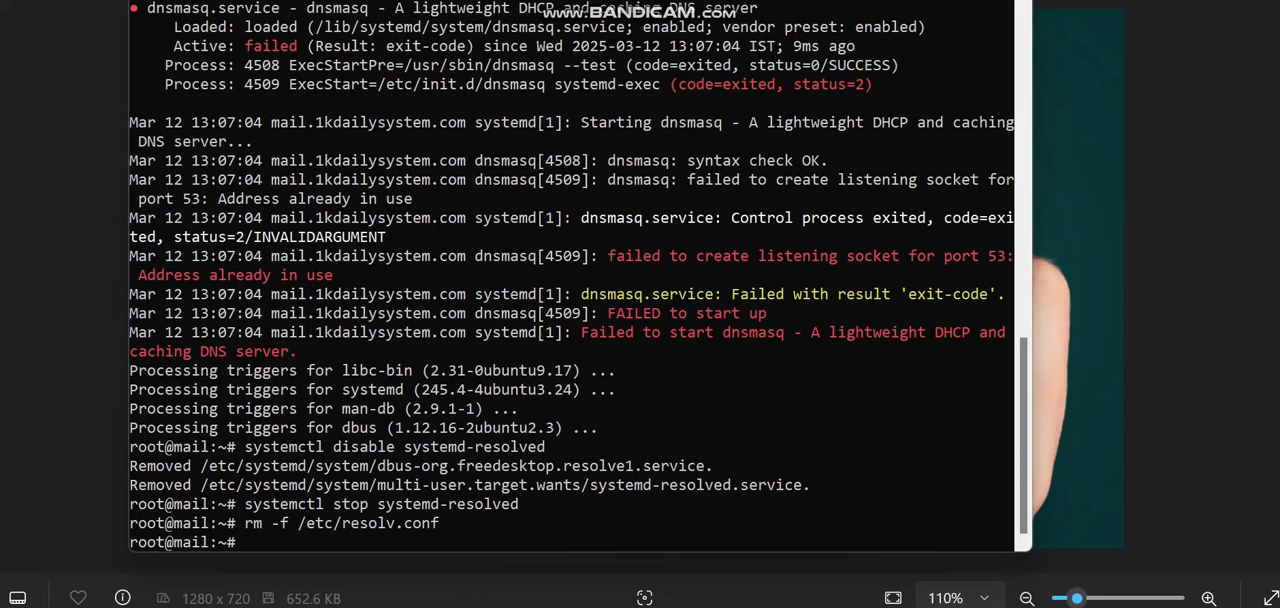 www.BANDICAM.com
● dnsmasq.service - dnsmasq - A lightweight DHCP and caching DNS server
Loaded: loaded (/lib/systemd/system/dnsmasq.service; enabled; vendor preset: enabled)
Active: failed (Result: exit-code) since Wed 2025-03-12 13:07:04 IST; 9ms ago
Process: 4508 ExecStartPre=/usr/sbin/dnsmasq --test (code=exited, status=0/SUCCESS)
Process: 4509 ExecStart=/etc/init.d/dnsmasq systemd-exec (code=exited, status=2)
Mar 12 13:07:04 mail.1kdailysystem.com systemd[1]: Starting dnsmasq - A lightweight DHCP and caching
DNS server...
Mar 12 13:07:04 mail.1kdailysystem.com dnsmasq[4508]: dnsmasq: syntax check OK.
Mar 12 13:07:04 mail.1kdailysystem.com dnsmasq[4509]: dnsmasq: failed to create listening socket for
port 53: Address already in use
Mar 12 13:07:04 mail.1kdailysystem.com systemd[1]: dnsmasq.service: Control process exited, code=exi
ted, status=2/INVALIDARGUMENT
Mar 12 13:07:04 mail.1kdailysystem.com dnsmasq[4509]: failed to create listening socket for port 53:
Address already in use
Mar 12 13:07:04 mail.1kdailysystem.com systemd[1]: dnsmasq.service: Failed with result 'exit-code'.
Mar 12 13:07:04 mail.1kdailysystem.com dnsmasq[4509]: FAILED to start up
Mar 12 13:07:04 mail.1kdailysystem.com systemd[1]: Failed to start dnsmasq - A lightweight DHCP and
caching DNS server.
Processing triggers for libc-bin (2.31-0ubuntu9.17) ...
Processing triggers for systemd (245.4-4ubuntu3.24) ...
Processing triggers for man-db (2.9.1-1) ...
Processing triggers for dbus (1.12.16-2ubuntu2.3) ...
root@mail:~# systemctl disable systemd-resolved
Removed /etc/systemd/system/dbus-org.freedesktop.resolve1.service.
Removed /etc/systemd/system/multi-user.target.wants/systemd-resolved.service.
root@mail:~# systemctl stop systemd-resolved
root@mail:~# rm -f /etc/resolv.conf
root@mail:~#
1280 x 720 652.6 KB 110%